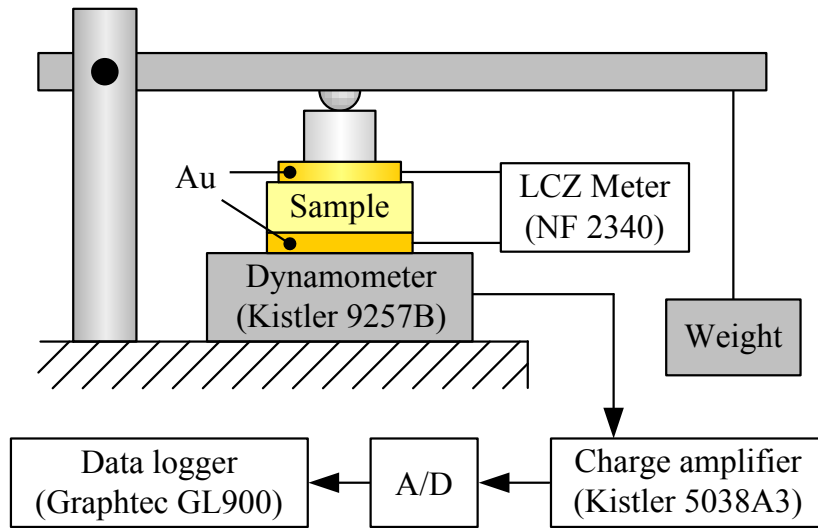 Au
Sample
LCZ Meter
(NF 2340)
Dynamometer
(Kistler 9257B)
Weight
Data logger
(Graphtec GL900)
A/D
Charge amplifier
(Kistler 5038A3)